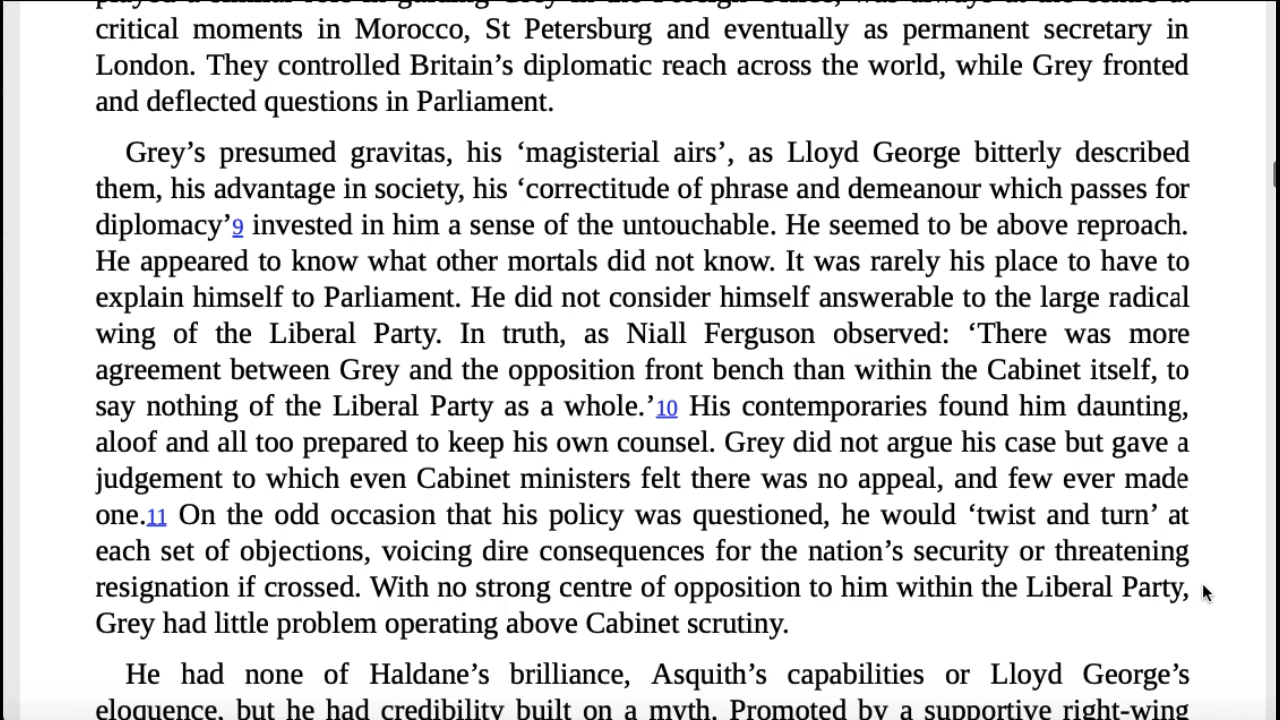 critical moments in Morocco, St Petersburg and eventually as permanent secretary in
London. They controlled Britain’s diplomatic reach across the world, while Grey fronted
and deflected questions in Parliament.
Grey’s presumed gravitas, his ‘magisterial airs’, as Lloyd George bitterly described
them, his advantage in society, his ‘correctitude of phrase and demeanour which passes for
diplomacy’9 invested in him a sense of the untouchable. He seemed to be above reproach.
He appeared to know what other mortals did not know. It was rarely his place to have to
explain himself to Parliament. He did not consider himself answerable to the large radical
wing of the Liberal Party. In truth, as Niall Ferguson observed: ‘There was more
agreement between Grey and the opposition front bench than within the Cabinet itself, to
say nothing of the Liberal Party as a whole.’10 His contemporaries found him daunting,
aloof and all too prepared to keep his own counsel. Grey did not argue his case but gave a
judgement to which even Cabinet ministers felt there was no appeal, and few ever made
one.11 On the odd occasion that his policy was questioned, he would ‘twist and turn’ at
each set of objections, voicing dire consequences for the nation’s security or threatening
resignation if crossed. With no strong centre of opposition to him within the Liberal Party,
Grey had little problem operating above Cabinet scrutiny.
He had none of Haldane’s brilliance, Asquith’s capabilities or Lloyd George’s
eloquence, but he had credibility built on a myth. Promoted by a supportive right-wing